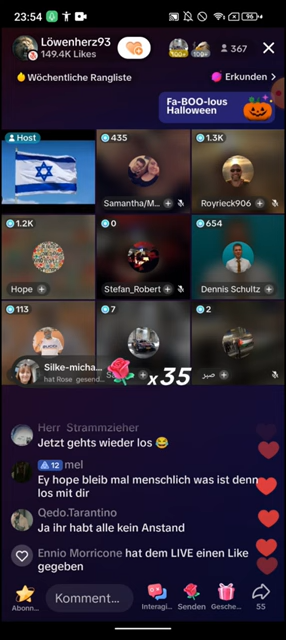 23:54
96
Löwenherz93
149.4K Likes
100+
100+
367
Wöchentliche Rangliste
Erkunden >
Fa-BOO-lous
Halloween
Host
435
1.3K
Samantha/M...
Royrieck906
1.2K
0
654
Hope
Stefan_Robert
Dennis Schultz
113
7
2
Silke-micha...
hat Rose gesend...
x35
صبر
Herr Strammzieher
Jetzt gehts wieder los 😂
12 mel
Ey hope bleib mal menschlich was ist denn
los mit dir
Qedo.Tarantino
Ja ihr habt alle kein Anstand
Ennio Morricone hat dem LIVE einen Like
gegeben
Abonn...
Komment...
Interagi...
Senden
Gesche...
55